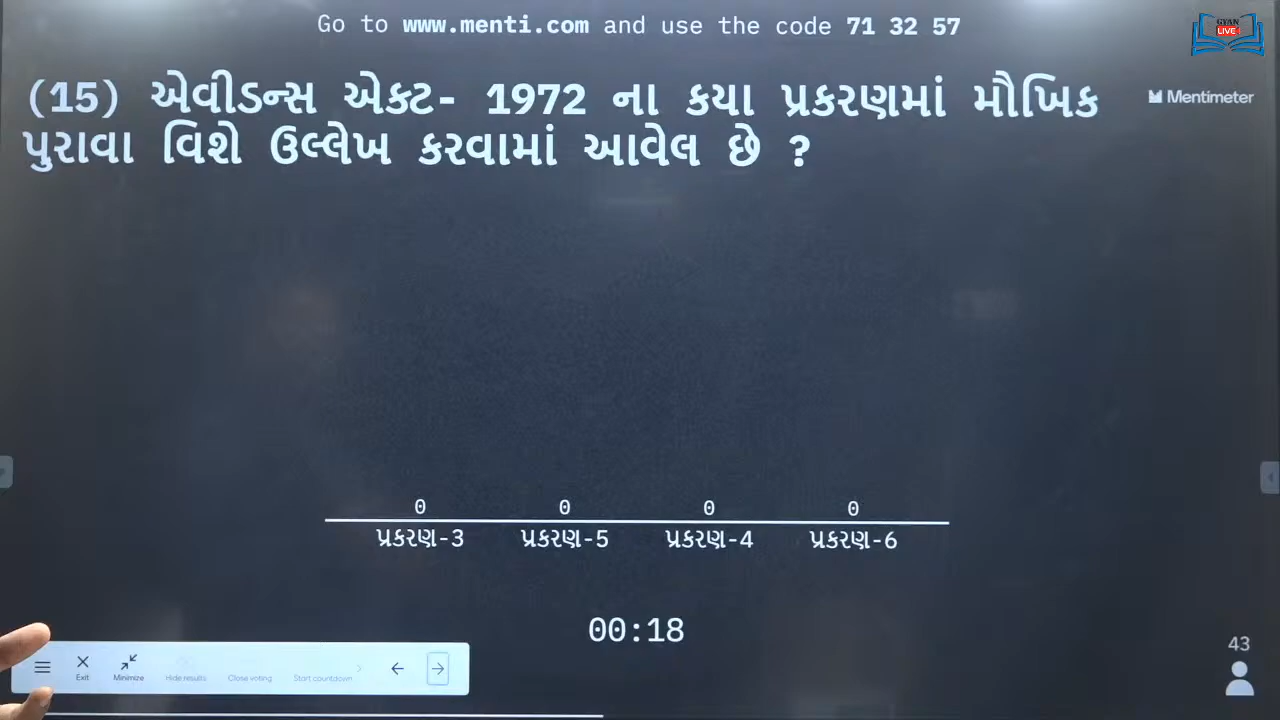 Go to www.menti.com and use the code 71 32 57
GYAN
LIVE
(15) એવીડન્સ એક્ટ- 1972 ના કયા પ્રકરણમાં મૌખિક
પુરાવા વિશે ઉલ્લેખ કરવામાં આવેલ છે ?
Mentimeter
0 0 0 0
પ્રકરણ-3 પ્રકરણ-5 પ્રકરણ-4 પ્રકરણ-6
00:18
43
Exit Minimize Hide results Close voting Start countdown